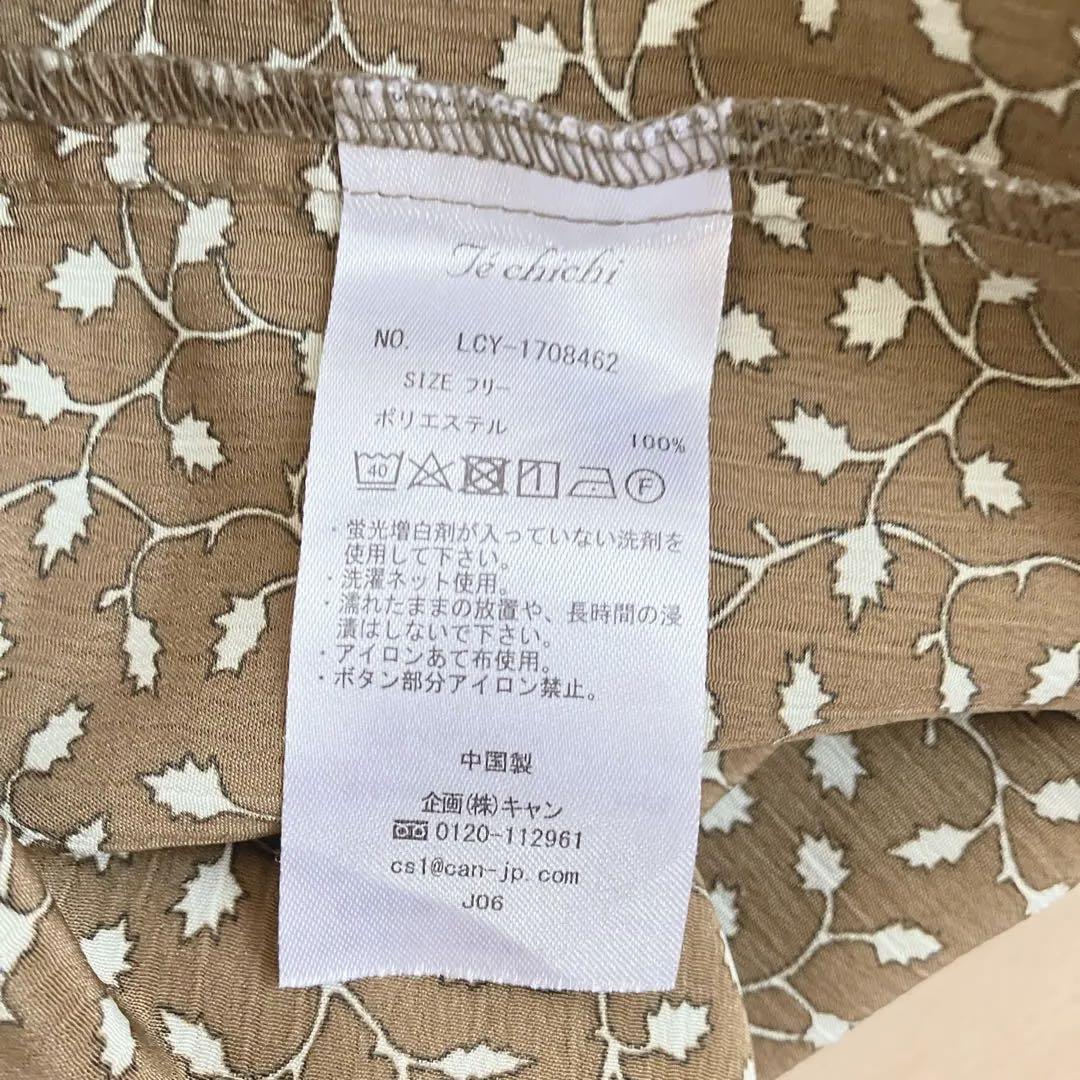 Té chichi
NO. LCY-1708462
SIZE フリー
ポリエステル 100%
40 F
・蛍光増白剤が入っていない洗剤を
使用して下さい。
・洗濯ネット使用。
・濡れたままの放置や、長時間の浸
漬はしないで下さい。
・アイロンあて布使用。
・ボタン部分アイロン禁止。
中国製
企画(株)キャン
0120-112961
cs1@can-jp.com
J06